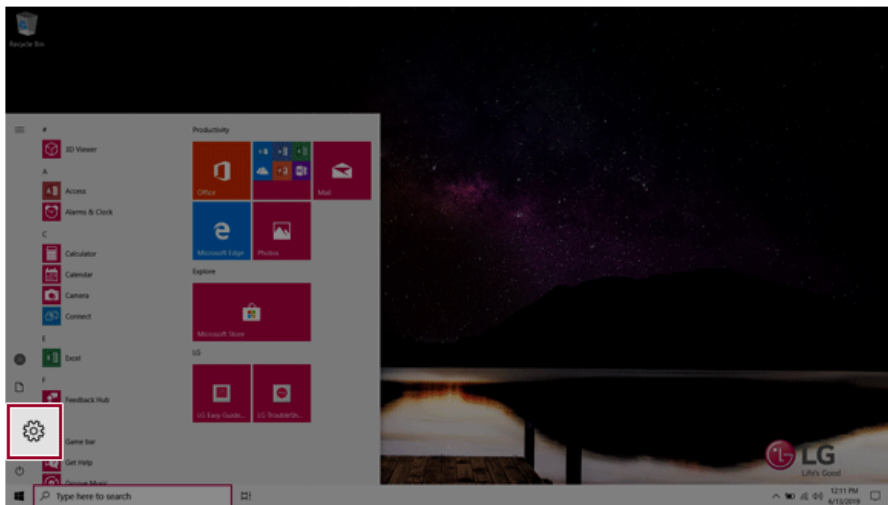 Recycle Bin
#
3D Viewer
A
Access
Alarms & Clock
C
Calculator
Calendar
Camera
Connect
E
Excel
F
Feedback Hub
Game bar
Get Help
Groove Music
Productivity
Office
Mail
Microsoft Edge
Photos
Explore
Microsoft Store
LG
LG Easy Guide...
LG TroubleSh...
LG
Life's Good
Type here to search
12:11 PM
6/13/2019